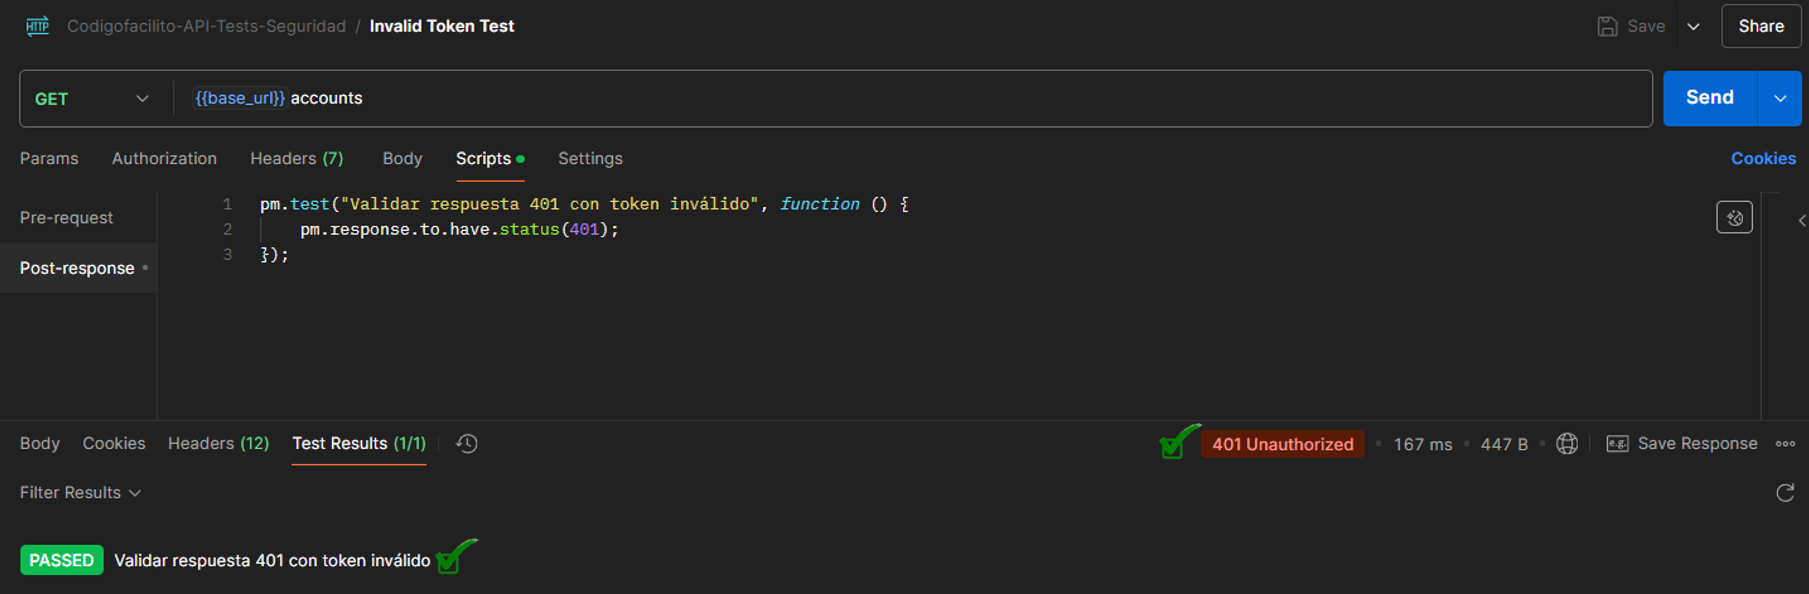 HTTP Codigofacilito-API-Tests-Seguridad / Invalid Token Test Save Share
GET {{base_url}} accounts Send
Params Authorization Headers (7) Body Scripts Settings Cookies
Pre-request
Post-response
1 pm.test("Validar respuesta 401 con token inválido", function () {
2 pm.response.to.have.status(401);
3 });
Body Cookies Headers (12) Test Results (1/1) 401 Unauthorized • 167 ms • 447 B • e.g. Save Response
Filter Results
PASSED Validar respuesta 401 con token inválido